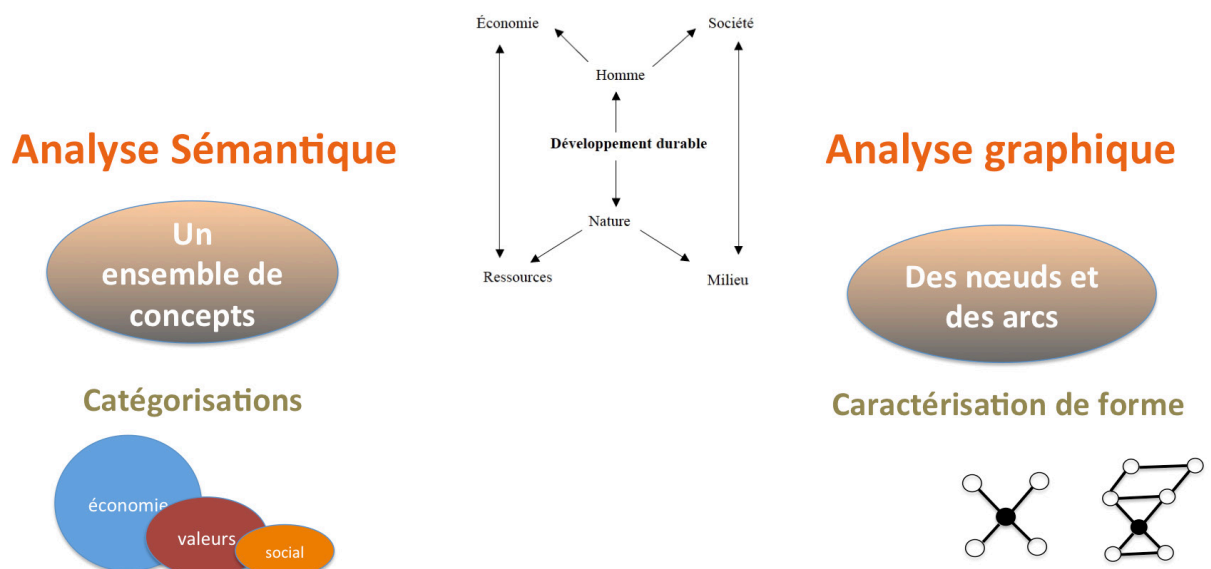 Économie
Société
Homme
Développement durable
Nature
Ressources
Milieu
Analyse Sémantique
Un
ensemble de
concepts
Catégorisations
économie
valeurs
social
Analyse graphique
Des nœuds et
des arcs
Caractérisation de forme